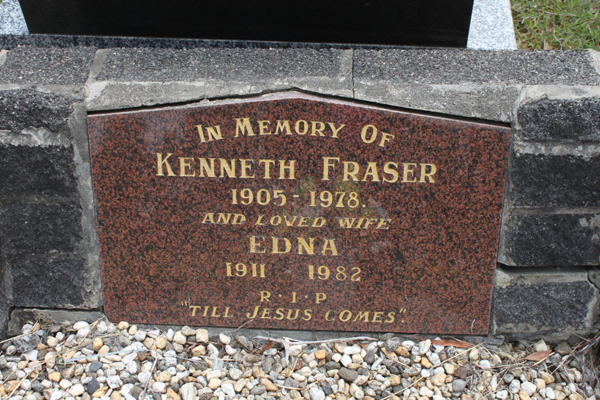 In Memory Of
Kenneth Fraser
1905 - 1978.
AND LOVED WIFE
EDNA
1911 - 1982
R · I · P
"TILL JESUS COMES".